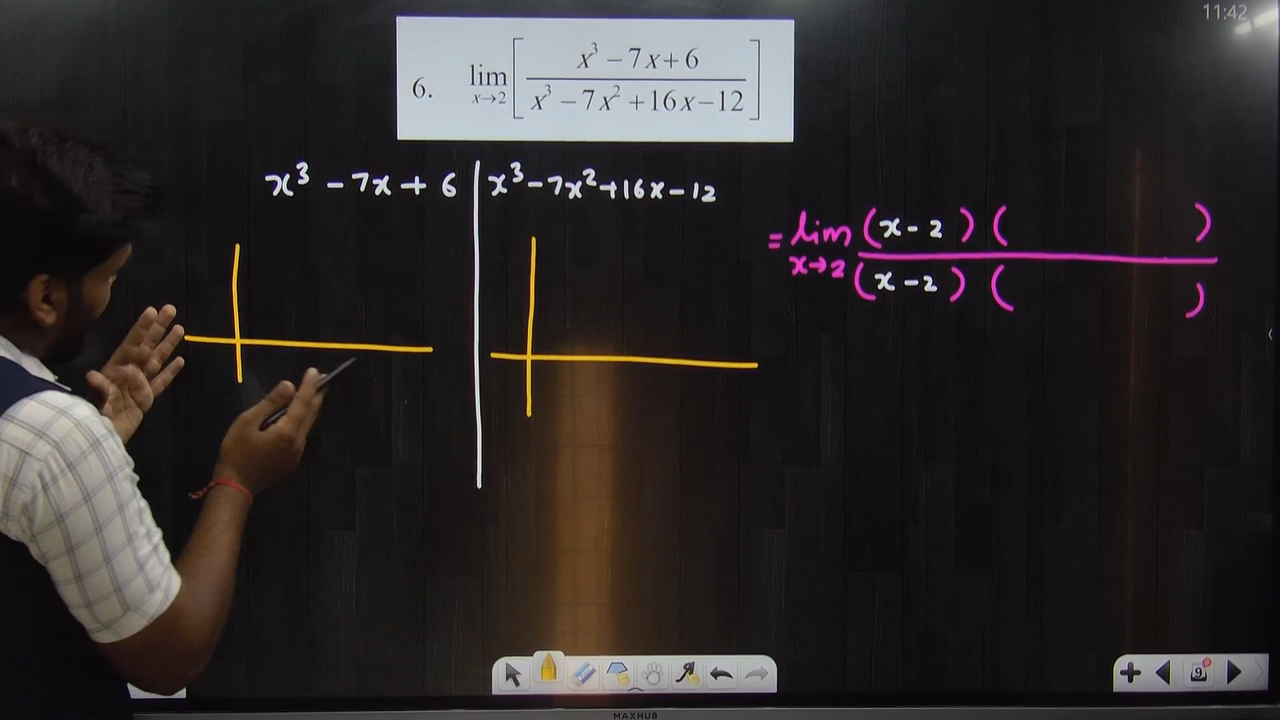 11:42
6. lim x→2 [ (x³ − 7x + 6) / (x³ − 7x² + 16x − 12) ]
x³ − 7x + 6 | x³ − 7x² + 16x − 12
= lim x→2 (x − 2) ( ) / (x − 2) ( )
9
MAXHUB